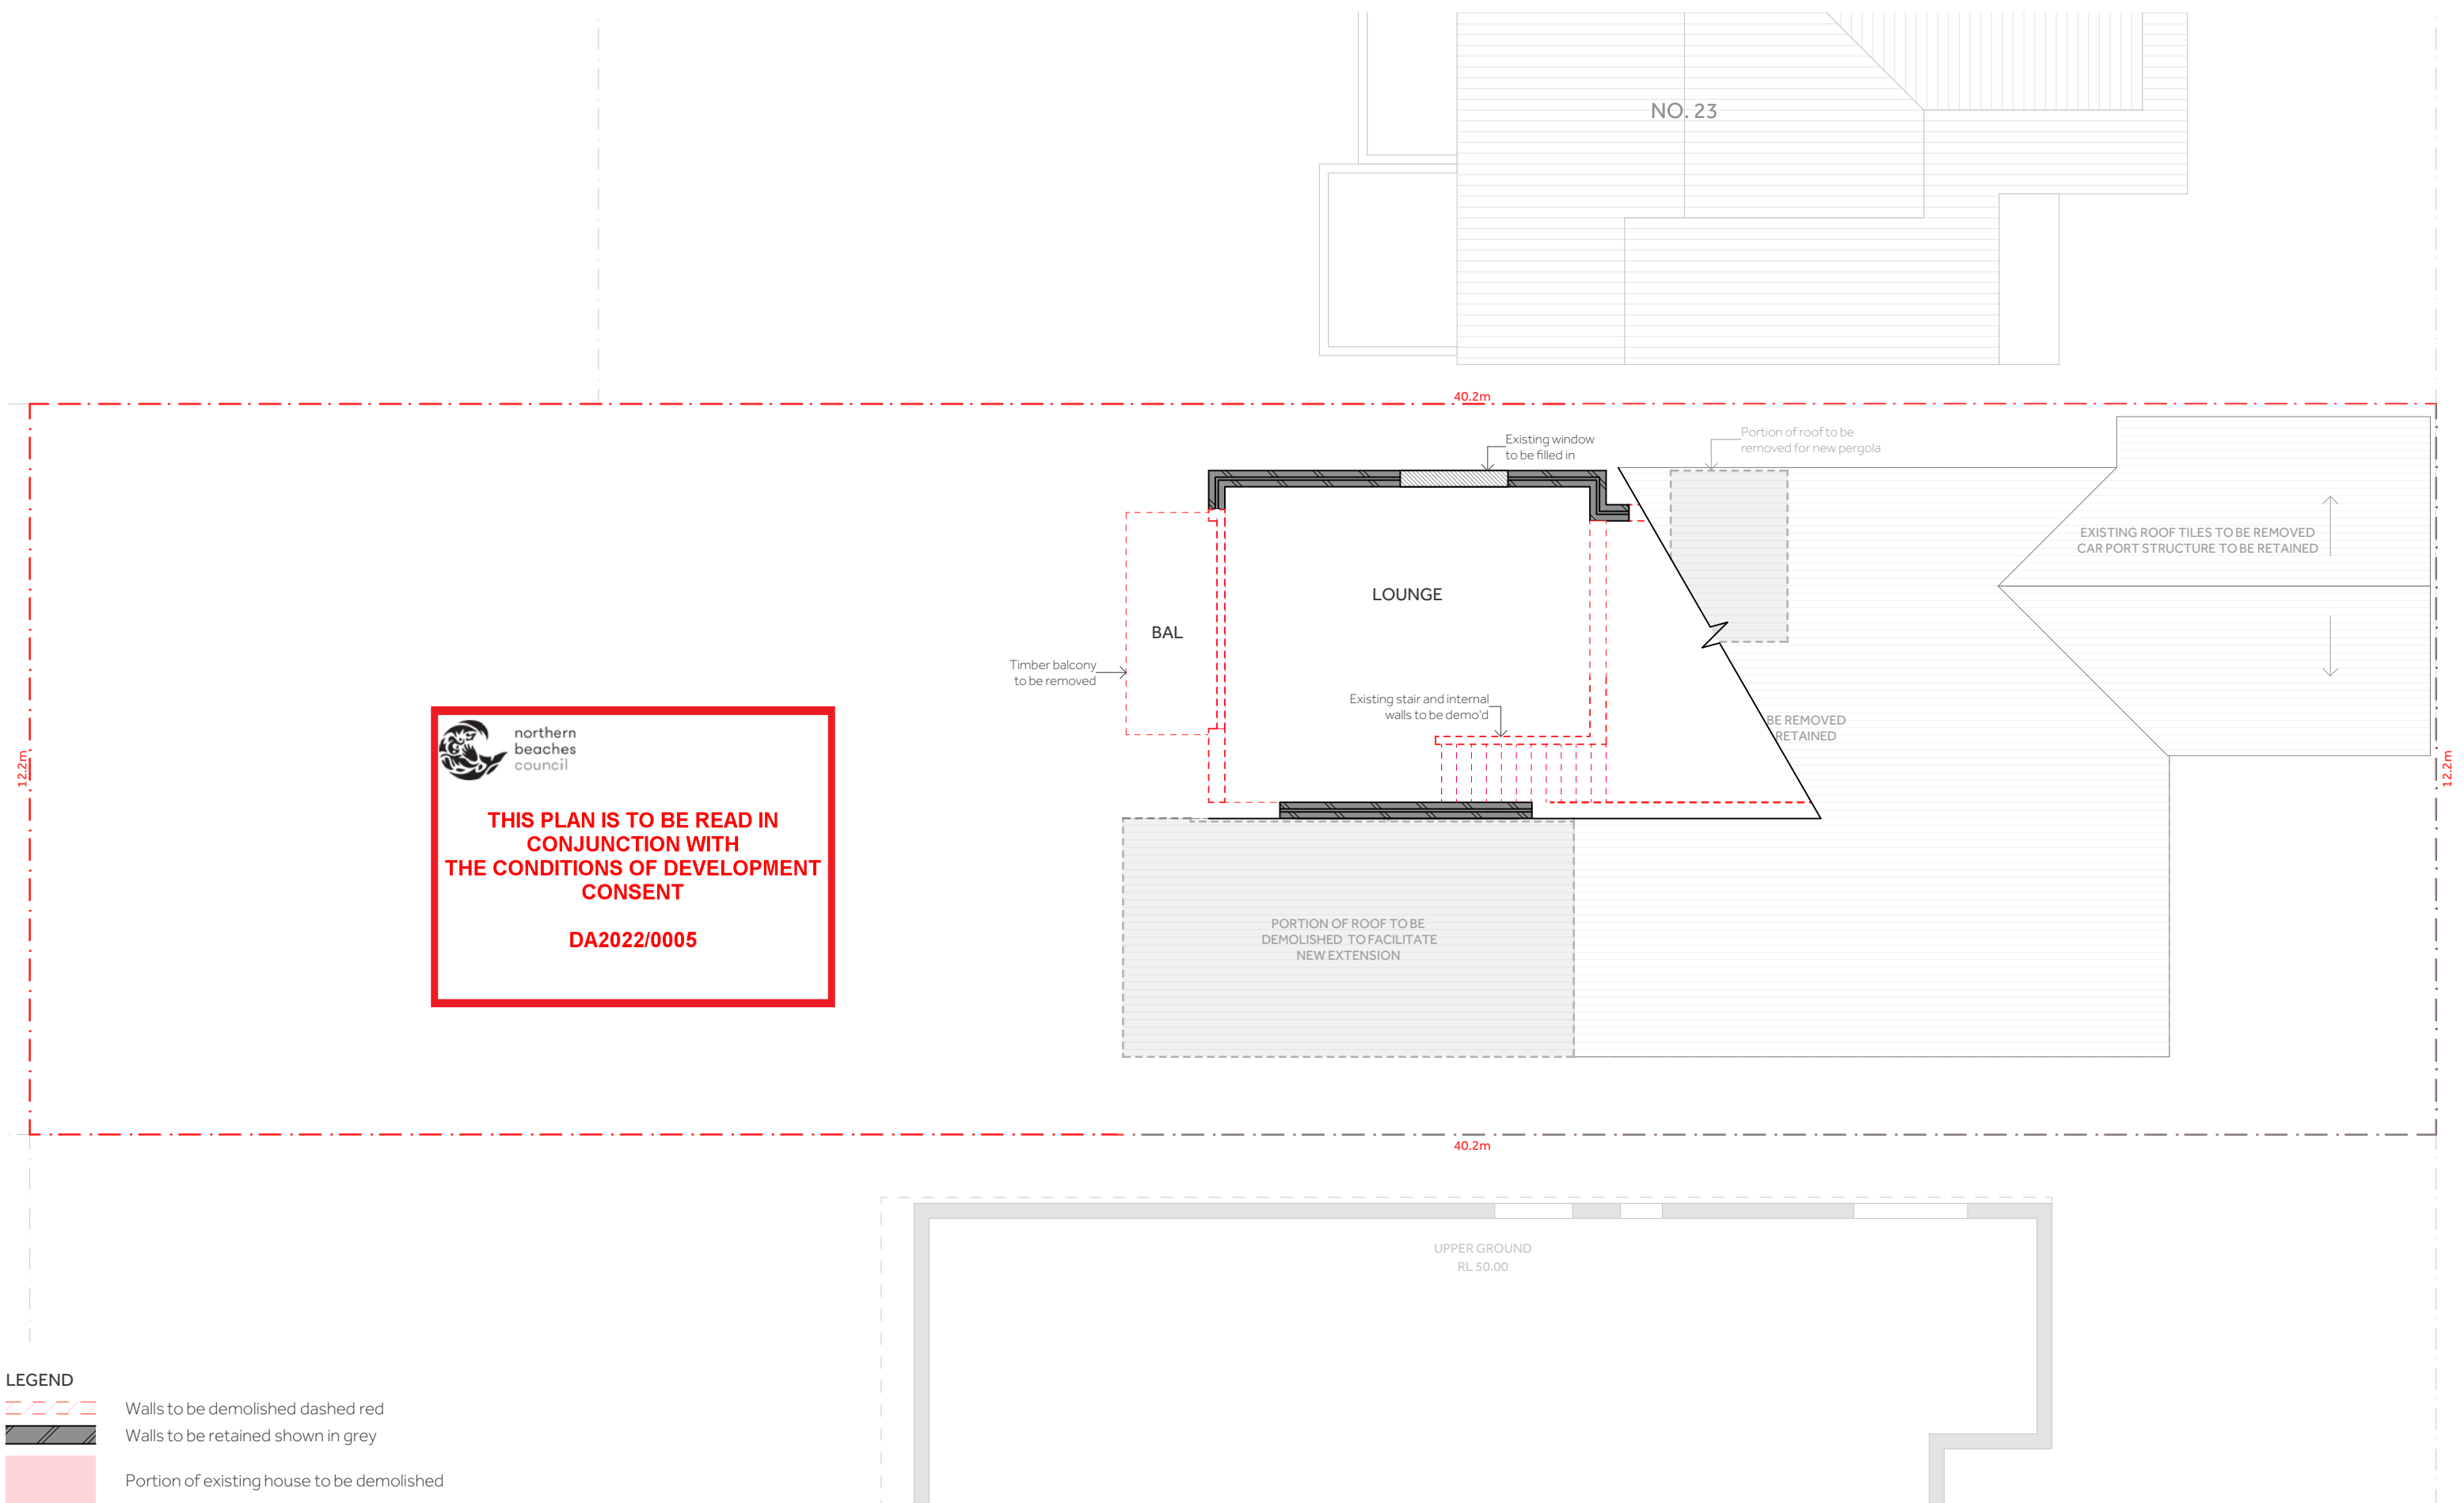 NO. 23
40.2m
Existing window
to be filled in
Portion of roof to be
removed for new pergola
EXISTING ROOF TILES TO BE REMOVED
CAR PORT STRUCTURE TO BE RETAINED
LOUNGE
BAL
Timber balcony
to be removed
Existing stair and internal
walls to be demo'd
BE REMOVED
RETAINED
12.2m
12.2m
northern
beaches
council
THIS PLAN IS TO BE READ IN
CONJUNCTION WITH
THE CONDITIONS OF DEVELOPMENT
CONSENT
DA2022/0005
PORTION OF ROOF TO BE
DEMOLISHED TO FACILITATE
NEW EXTENSION
40.2m
UPPER GROUND
RL 50.00
LEGEND
Walls to be demolished dashed red
Walls to be retained shown in grey
Portion of existing house to be demolished